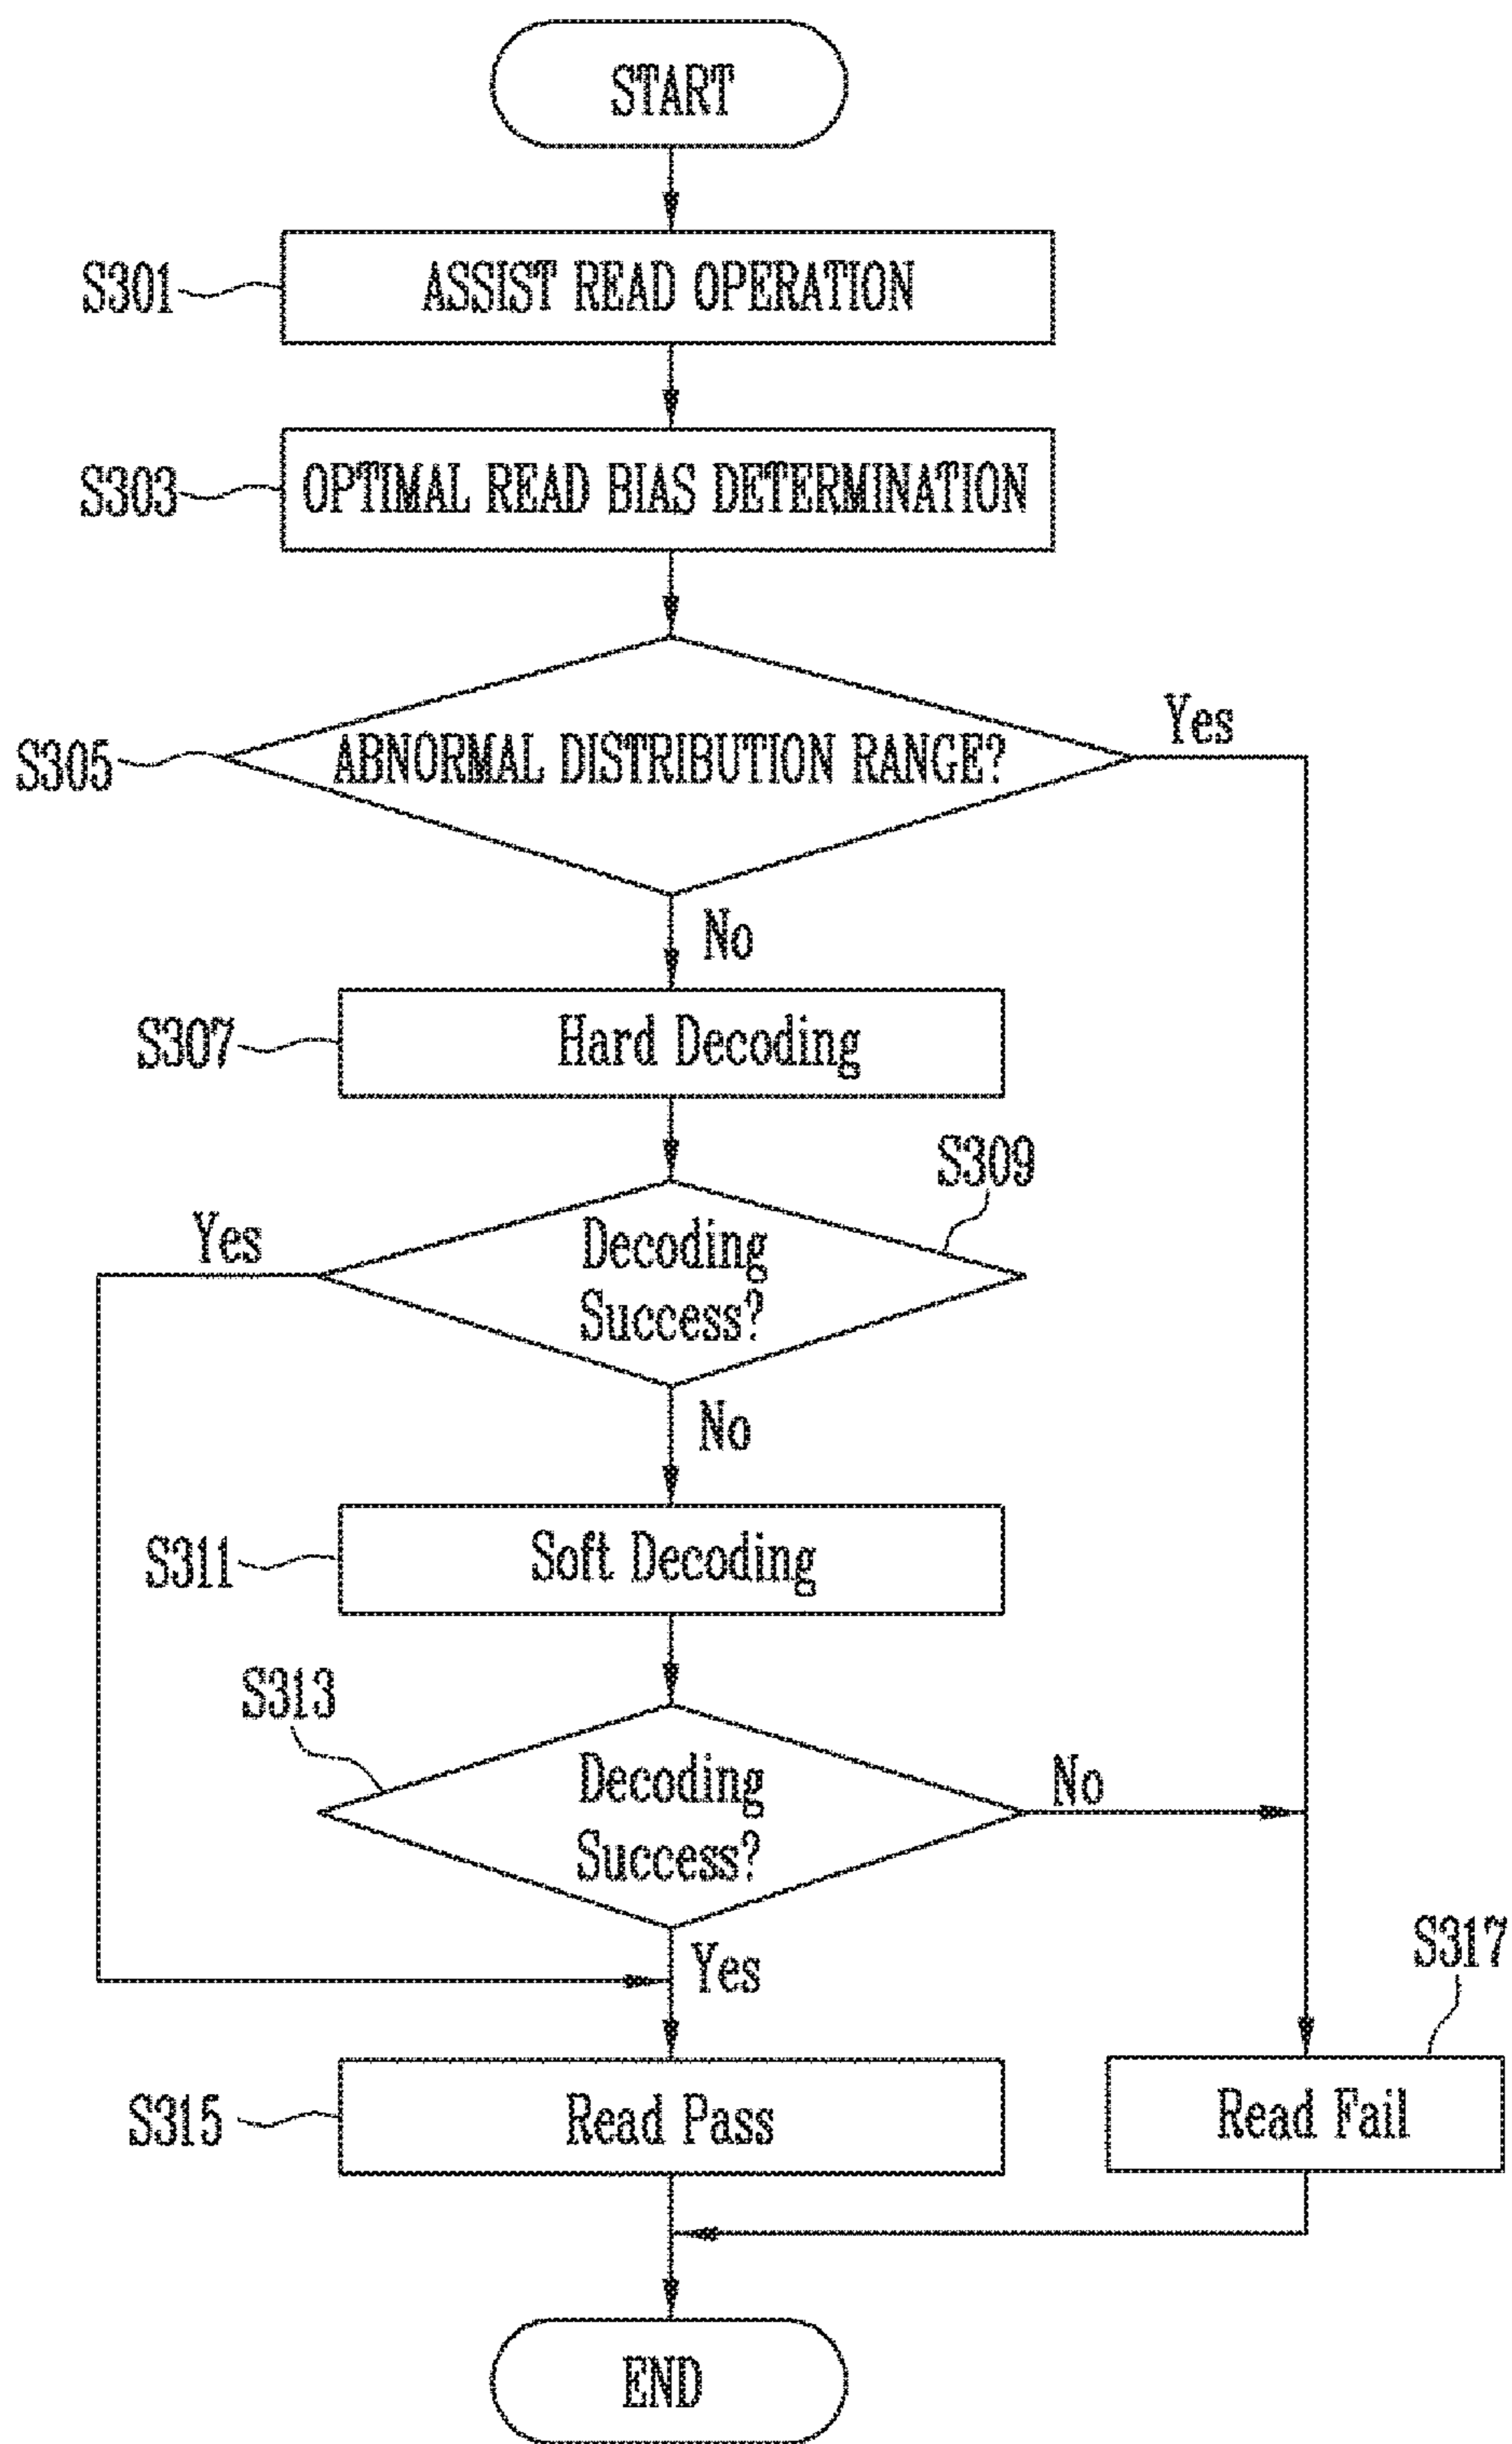 START
S301
ASSIST READ OPERATION
S303
OPTIMAL READ BIAS DETERMINATION
S305
ABNORMAL DISTRIBUTION RANGE?
Yes
No
S307
Hard Decoding
S309
Yes
Decoding
Success?
No
S311
Soft Decoding
S313
Decoding
Success?
No
Yes
S317
S315
Read Pass
Read Fail
END